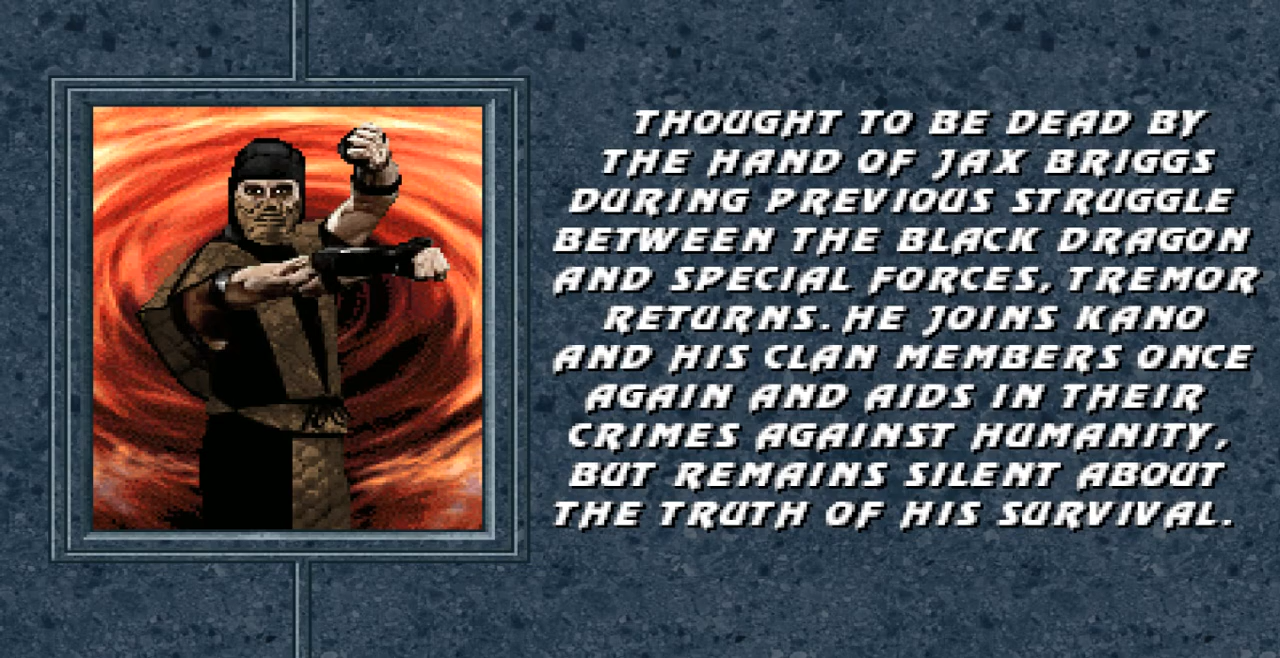 THOUGHT TO BE DEAD BY
THE HAND OF JAX BRIGGS
DURING PREVIOUS STRUGGLE
BETWEEN THE BLACK DRAGON
AND SPECIAL FORCES, TREMOR
RETURNS. HE JOINS KANO
AND HIS CLAN MEMBERS ONCE
AGAIN AND AIDS IN THEIR
CRIMES AGAINST HUMANITY,
BUT REMAINS SILENT ABOUT
THE TRUTH OF HIS SURVIVAL.